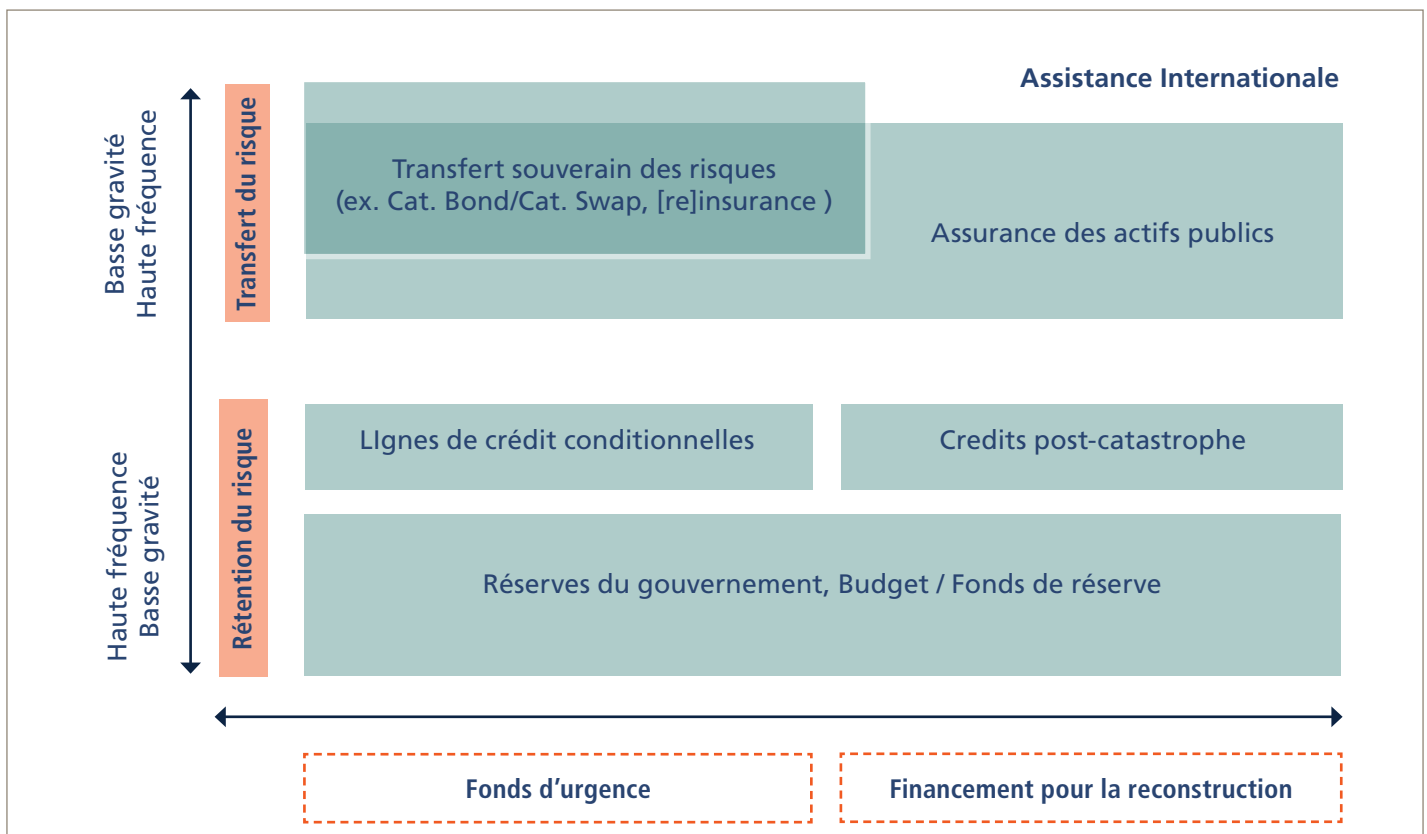 Assistance Internationale
Basse gravité
Haute fréquence
Transfert du risque
Transfert souverain des risques
(ex. Cat. Bond/Cat. Swap, [re]insurance )
Assurance des actifs publics
Haute fréquence
Basse gravité
Rétention du risque
LIgnes de crédit conditionnelles
Credits post-catastrophe
Réserves du gouvernement, Budget / Fonds de réserve
Fonds d’urgence
Financement pour la reconstruction